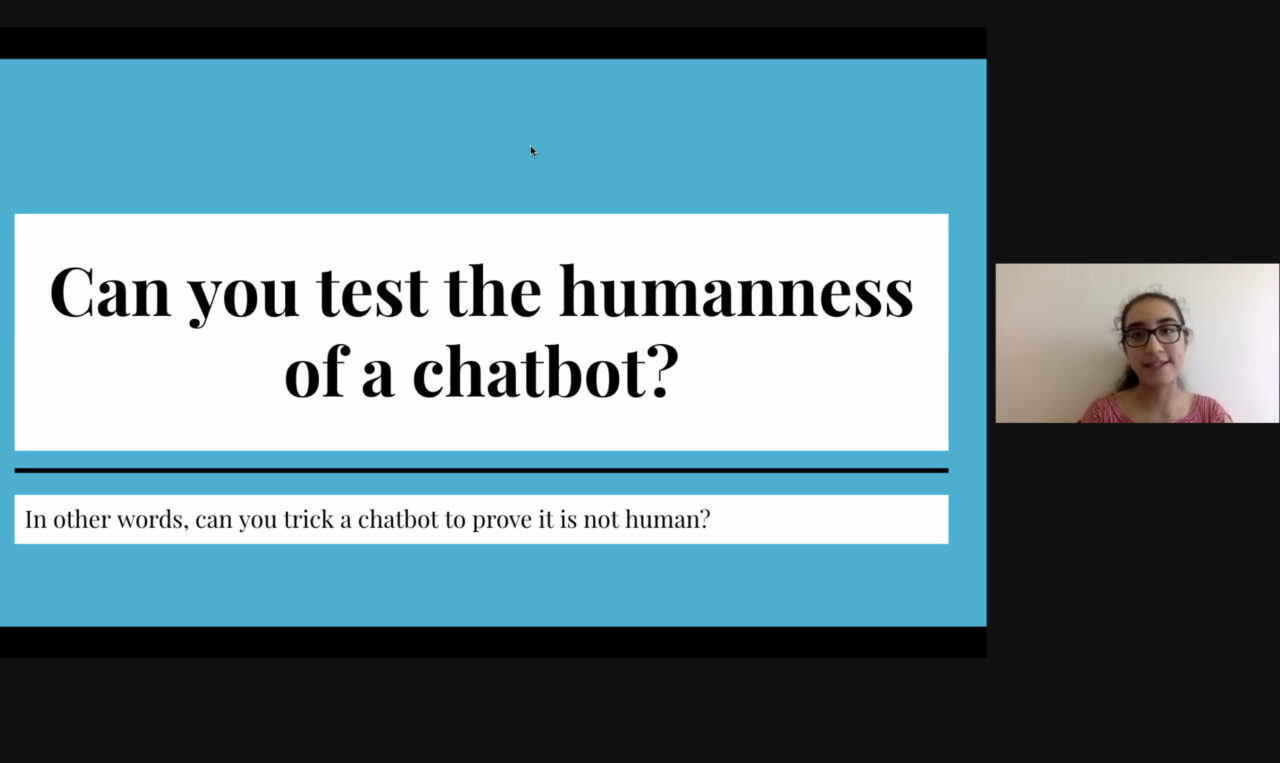 Can you test the humanness
of a chatbot?
In other words, can you trick a chatbot to prove it is not human?